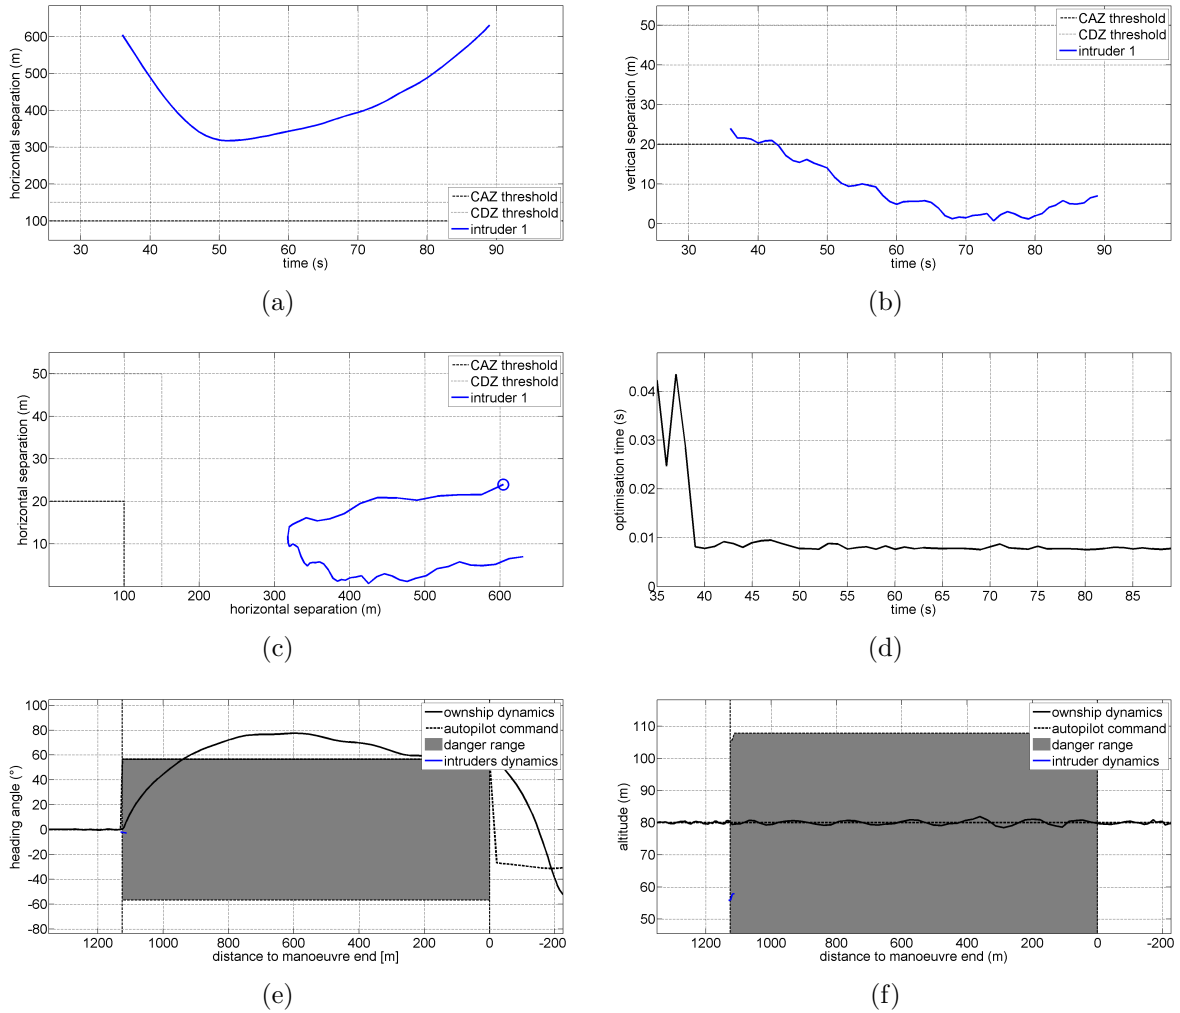 600
500
400
300
200
100
30 40 50 60 70 80 90
horizontal separation (m)
time (s)
CAZ threshold
CDZ threshold
intruder 1
(a)
50
40
30
20
10
0
30 40 50 60 70 80 90
vertical separation (m)
time (s)
CAZ threshold
CDZ threshold
intruder 1
(b)
50
40
30
20
10
100 200 300 400 500 600
horizontal separation (m)
horizontal separation (m)
CAZ threshold
CDZ threshold
intruder 1
(c)
0.04
0.03
0.02
0.01
0
35 40 45 50 55 60 65 70 75 80 85
optimisation time (s)
time (s)
(d)
100
80
60
40
20
0
-20
-40
-60
-80
1200 1000 800 600 400 200 0 -200
heading angle (°)
distance to manoeuvre end [m]
ownship dynamics
autopilot command
danger range
intruders dynamics
(e)
110
100
90
80
70
60
50
1200 1000 800 600 400 200 0 -200
altitude (m)
distance to manoeuvre end (m)
ownship dynamics
autopilot command
danger range
intruder dynamics
(f)